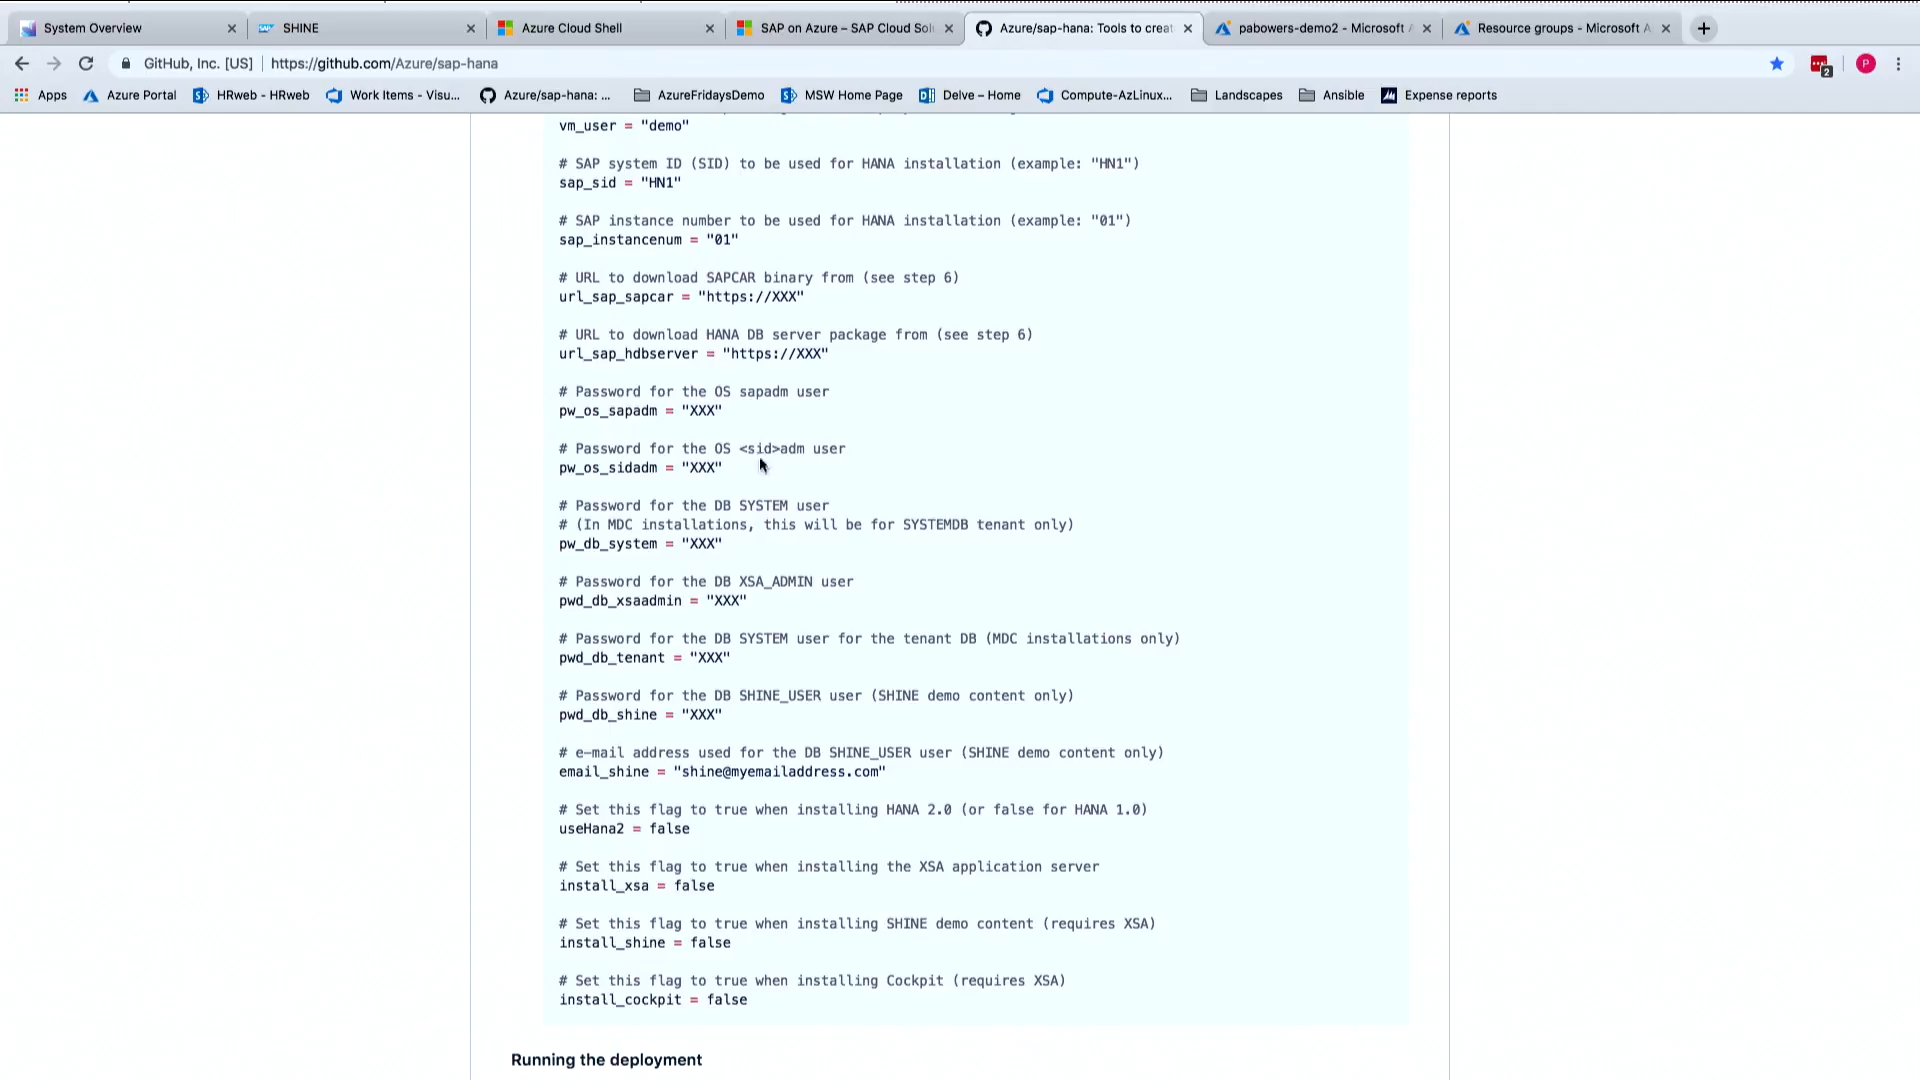 System Overview
SHINE
Azure Cloud Shell
SAP on Azure – SAP Cloud Sol
Azure/sap-hana: Tools to creat
pabowers-demo2 - Microsoft A
Resource groups - Microsoft A
GitHub, Inc. [US]
https://github.com/Azure/sap-hana
2
P
Apps
Azure Portal
HRweb - HRweb
Work Items - Visu...
Azure/sap-hana: ...
AzureFridaysDemo
MSW Home Page
Delve – Home
Compute-AzLinux...
Landscapes
Ansible
Expense reports
vm_user = "demo"
# SAP system ID (SID) to be used for HANA installation (example: "HN1")
sap_sid = "HN1"
# SAP instance number to be used for HANA installation (example: "01")
sap_instancenum = "01"
# URL to download SAPCAR binary from (see step 6)
url_sap_sapcar = "https://XXX"
# URL to download HANA DB server package from (see step 6)
url_sap_hdbserver = "https://XXX"
# Password for the OS sapadm user
pw_os_sapadm = "XXX"
# Password for the OS <sid>adm user
pw_os_sidadm = "XXX"
# Password for the DB SYSTEM user
# (In MDC installations, this will be for SYSTEMDB tenant only)
pw_db_system = "XXX"
# Password for the DB XSA_ADMIN user
pwd_db_xsaadmin = "XXX"
# Password for the DB SYSTEM user for the tenant DB (MDC installations only)
pwd_db_tenant = "XXX"
# Password for the DB SHINE_USER user (SHINE demo content only)
pwd_db_shine = "XXX"
# e-mail address used for the DB SHINE_USER user (SHINE demo content only)
email_shine = "shine@myemailaddress.com"
# Set this flag to true when installing HANA 2.0 (or false for HANA 1.0)
useHana2 = false
# Set this flag to true when installing the XSA application server
install_xsa = false
# Set this flag to true when installing SHINE demo content (requires XSA)
install_shine = false
# Set this flag to true when installing Cockpit (requires XSA)
install_cockpit = false
Running the deployment